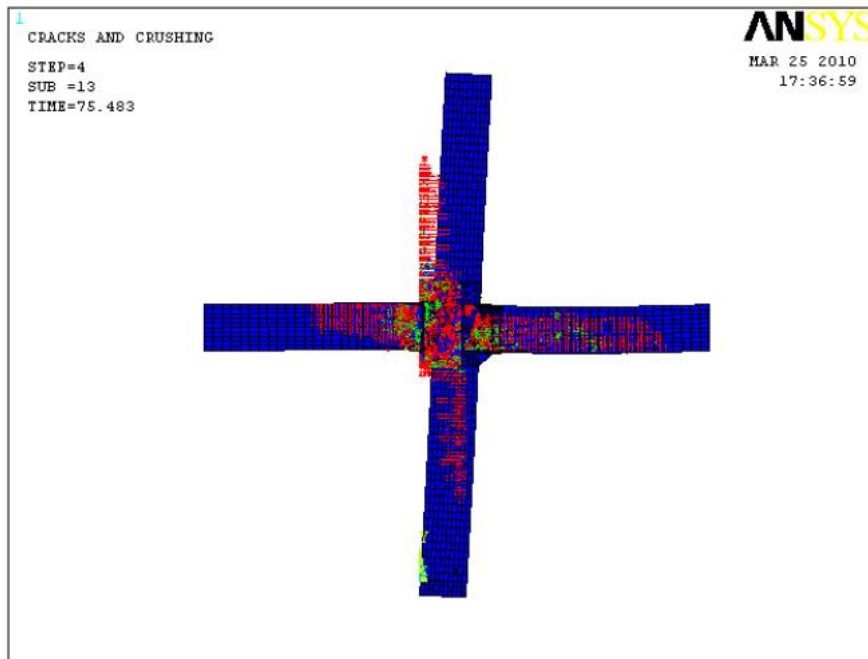 1
CRACKS AND CRUSHING
STEP=4
SUB =13
TIME=75.483
ANSYS
MAR 25 2010
17:36:59
Y